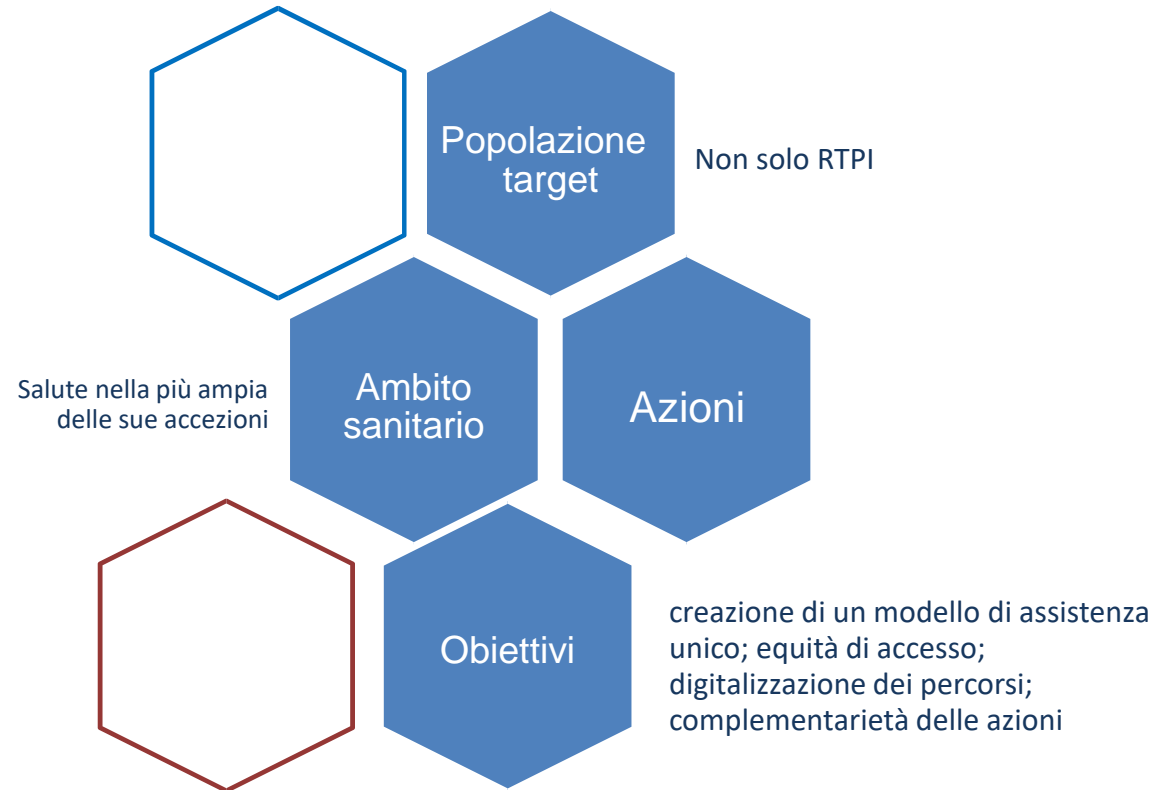 Popolazione
target
Non solo RTPI
Salute nella più ampia
delle sue accezioni
Ambito
sanitario
Azioni
Obiettivi
creazione di un modello di assistenza
unico; equità di accesso;
digitalizzazione dei percorsi;
complementarietà delle azioni